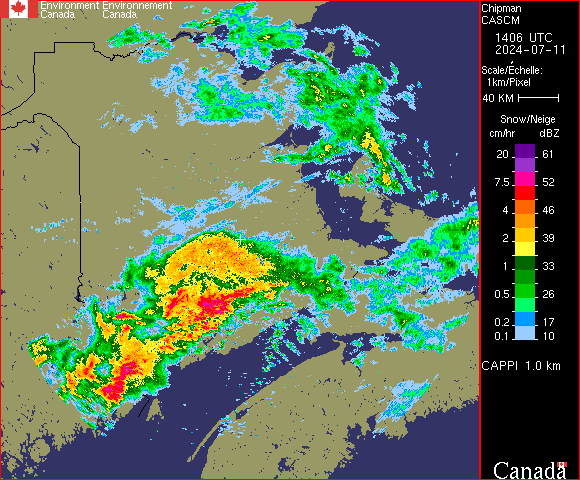 Environment Environnement
Canada Canada
Chipman
CASCM
1406 UTC
2024-07-11
Scale/Échelle:
1km/Pixel
40 KM
Snow/Neige
cm/hr dBZ
20 61
7.5 52
4 46
2 39
1 33
0.5 26
0.2 17
0.1 10
CAPPI 1.0 km
Canada